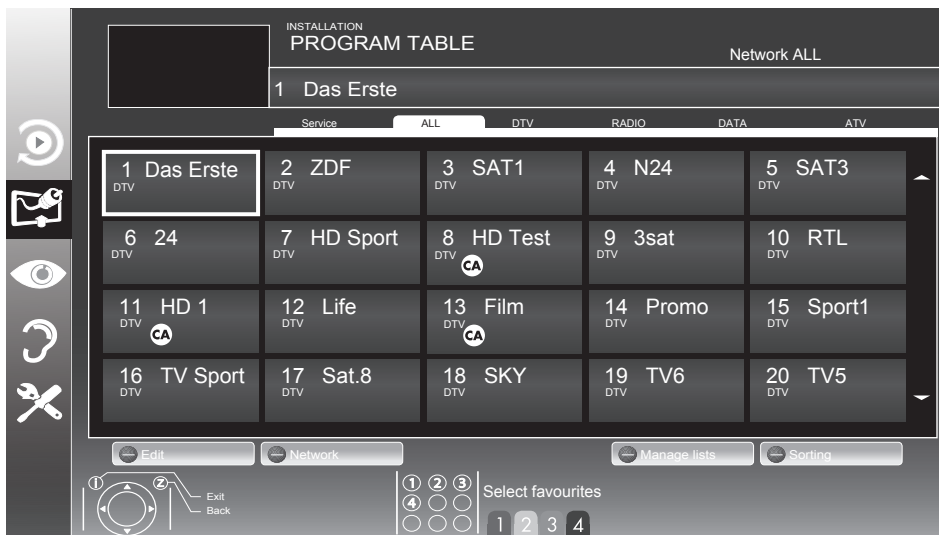 INSTALLATION
PROGRAM TABLE
Network ALL
1 Das Erste
Service ALL DTV RADIO DATA ATV
1 Das Erste 2 ZDF 3 SAT1 4 N24 5 SAT3
DTV DTV DTV DTV DTV
6 24 7 HD Sport 8 HD Test 9 3sat 10 RTL
DTV DTV DTV DTV DTV
CA
11 HD 1 12 Life 13 Film 14 Promo 15 Sport1
DTV DTV DTV DTV DTV
CA CA
16 TV Sport 17 Sat.8 18 SKY 19 TV6 20 TV5
DTV DTV DTV DTV DTV
Edit Network Manage lists Sorting
1 Z 1 2 3
Exit 4 Select favourites
Back
1 2 3 4